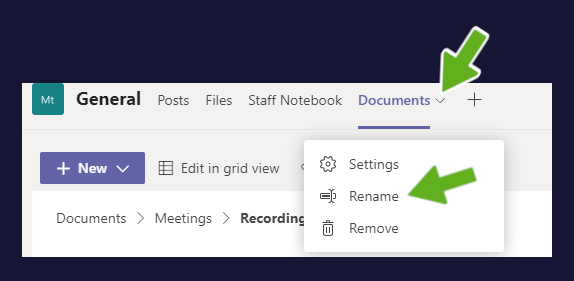 Mt General Posts Files Staff Notebook Documents
New Edit in grid view
Settings
Rename
Remove
Documents > Meetings > Recording